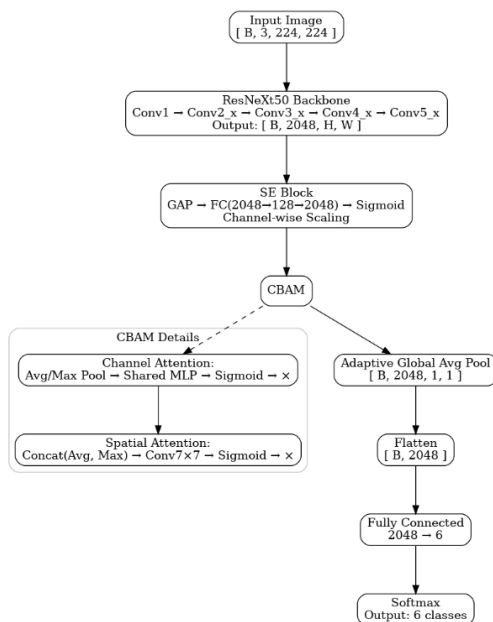 Input Image
[ B, 3, 224, 224 ]
ResNeXt50 Backbone
Conv1 → Conv2_x → Conv3_x → Conv4_x → Conv5_x
Output: [ B, 2048, H, W ]
SE Block
GAP → FC(2048→128→2048) → Sigmoid
Channel-wise Scaling
CBAM
CBAM Details
Channel Attention:
Avg/Max Pool → Shared MLP → Sigmoid → ×
Spatial Attention:
Concat(Avg, Max) → Conv7×7 → Sigmoid → ×
Adaptive Global Avg Pool
[ B, 2048, 1, 1 ]
Flatten
[ B, 2048 ]
Fully Connected
2048 → 6
Softmax
Output: 6 classes